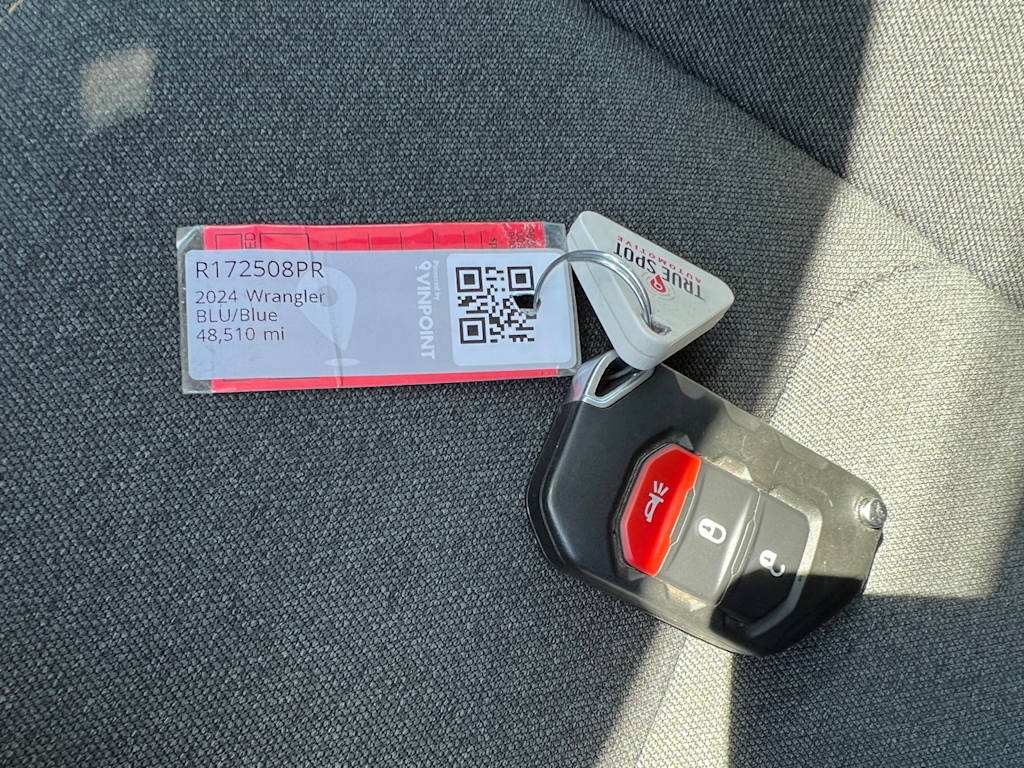 R172508PR
2024 Wrangler
BLU/Blue
48,510 mi
Powered by
VINPOINT
TRUE SPOT
AUTOMOTIVE